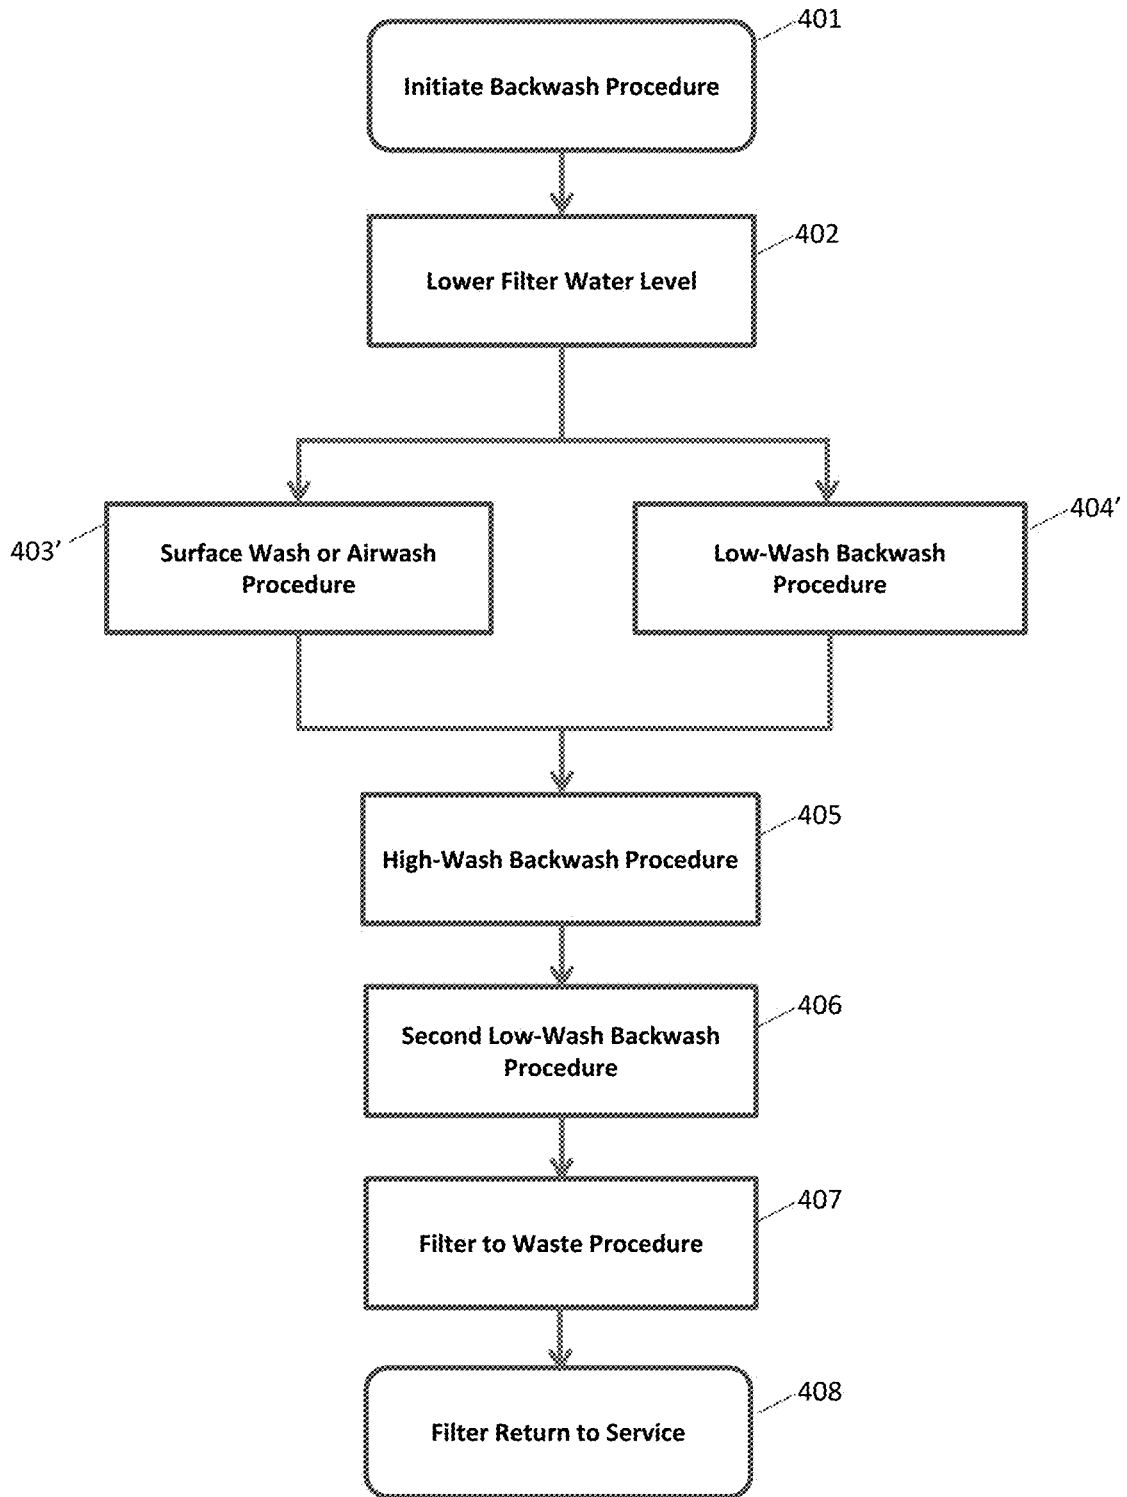 401
Initiate Backwash Procedure
402
Lower Filter Water Level
403’
Surface Wash or Airwash
Procedure
404’
Low-Wash Backwash
Procedure
405
High-Wash Backwash Procedure
406
Second Low-Wash Backwash
Procedure
407
Filter to Waste Procedure
408
Filter Return to Service